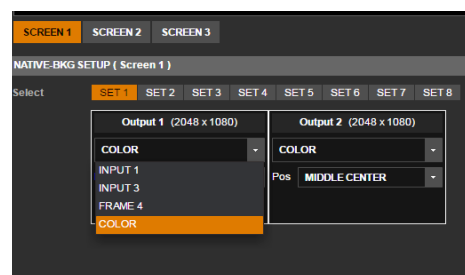 SCREEN 1 SCREEN 2 SCREEN 3
NATIVE-BKG SETUP ( Screen 1 )
Select SET 1 SET 2 SET 3 SET 4 SET 5 SET 6 SET 7 SET 8
Output 1 (2048 x 1080) Output 2 (2048 x 1080)
COLOR COLOR
INPUT 1
INPUT 3
FRAME 4
COLOR
Pos MIDDLE CENTER